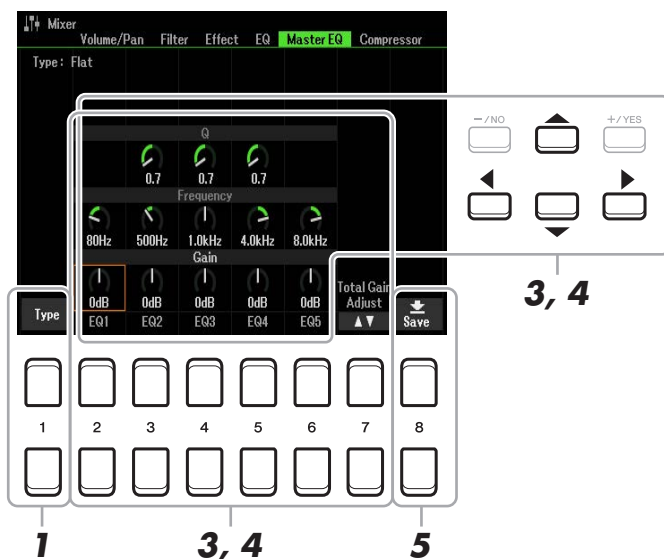 Mixer
Volume/Pan Filter Effect EQ Master EQ Compressor
Type: Flat
Q
0.7 0.7 0.7
Frequency
80Hz 500Hz 1.0kHz 4.0kHz 8.0kHz
Gain
0dB 0dB 0dB 0dB 0dB
EQ1 EQ2 EQ3 EQ4 EQ5
Type
Total Gain
Adjust
▲▼
Save
−/NO +/YES
3, 4
1 2 3 4 5 6 7 8
1 3, 4 5